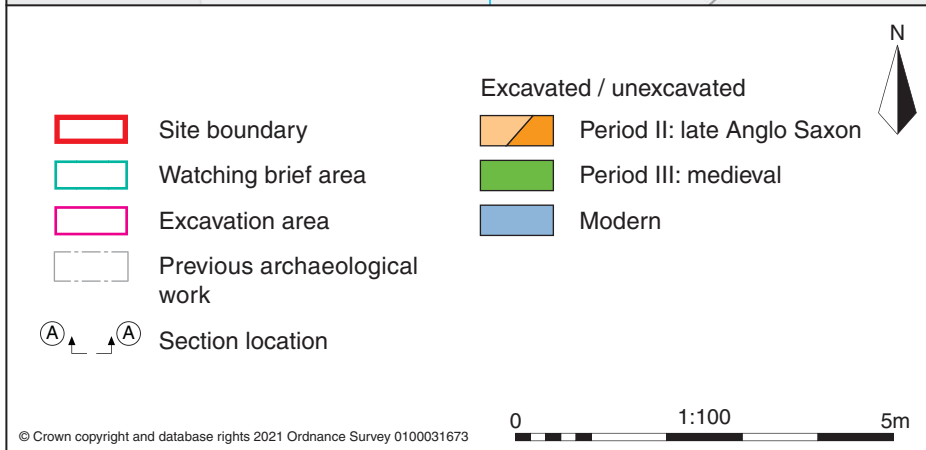 N
Excavated / unexcavated
Site boundary
Period II: late Anglo Saxon
Watching brief area
Period III: medieval
Excavation area
Modern
Previous archaeological
work
A A Section location
0 1:100 5m
© Crown copyright and database rights 2021 Ordnance Survey 0100031673